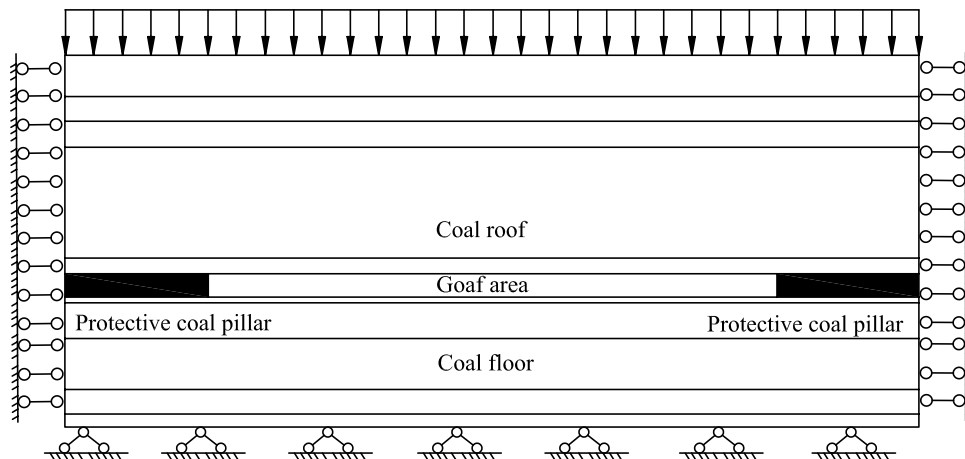 Coal roof
Goaf area
Protective coal pillar
Protective coal pillar
Coal floor